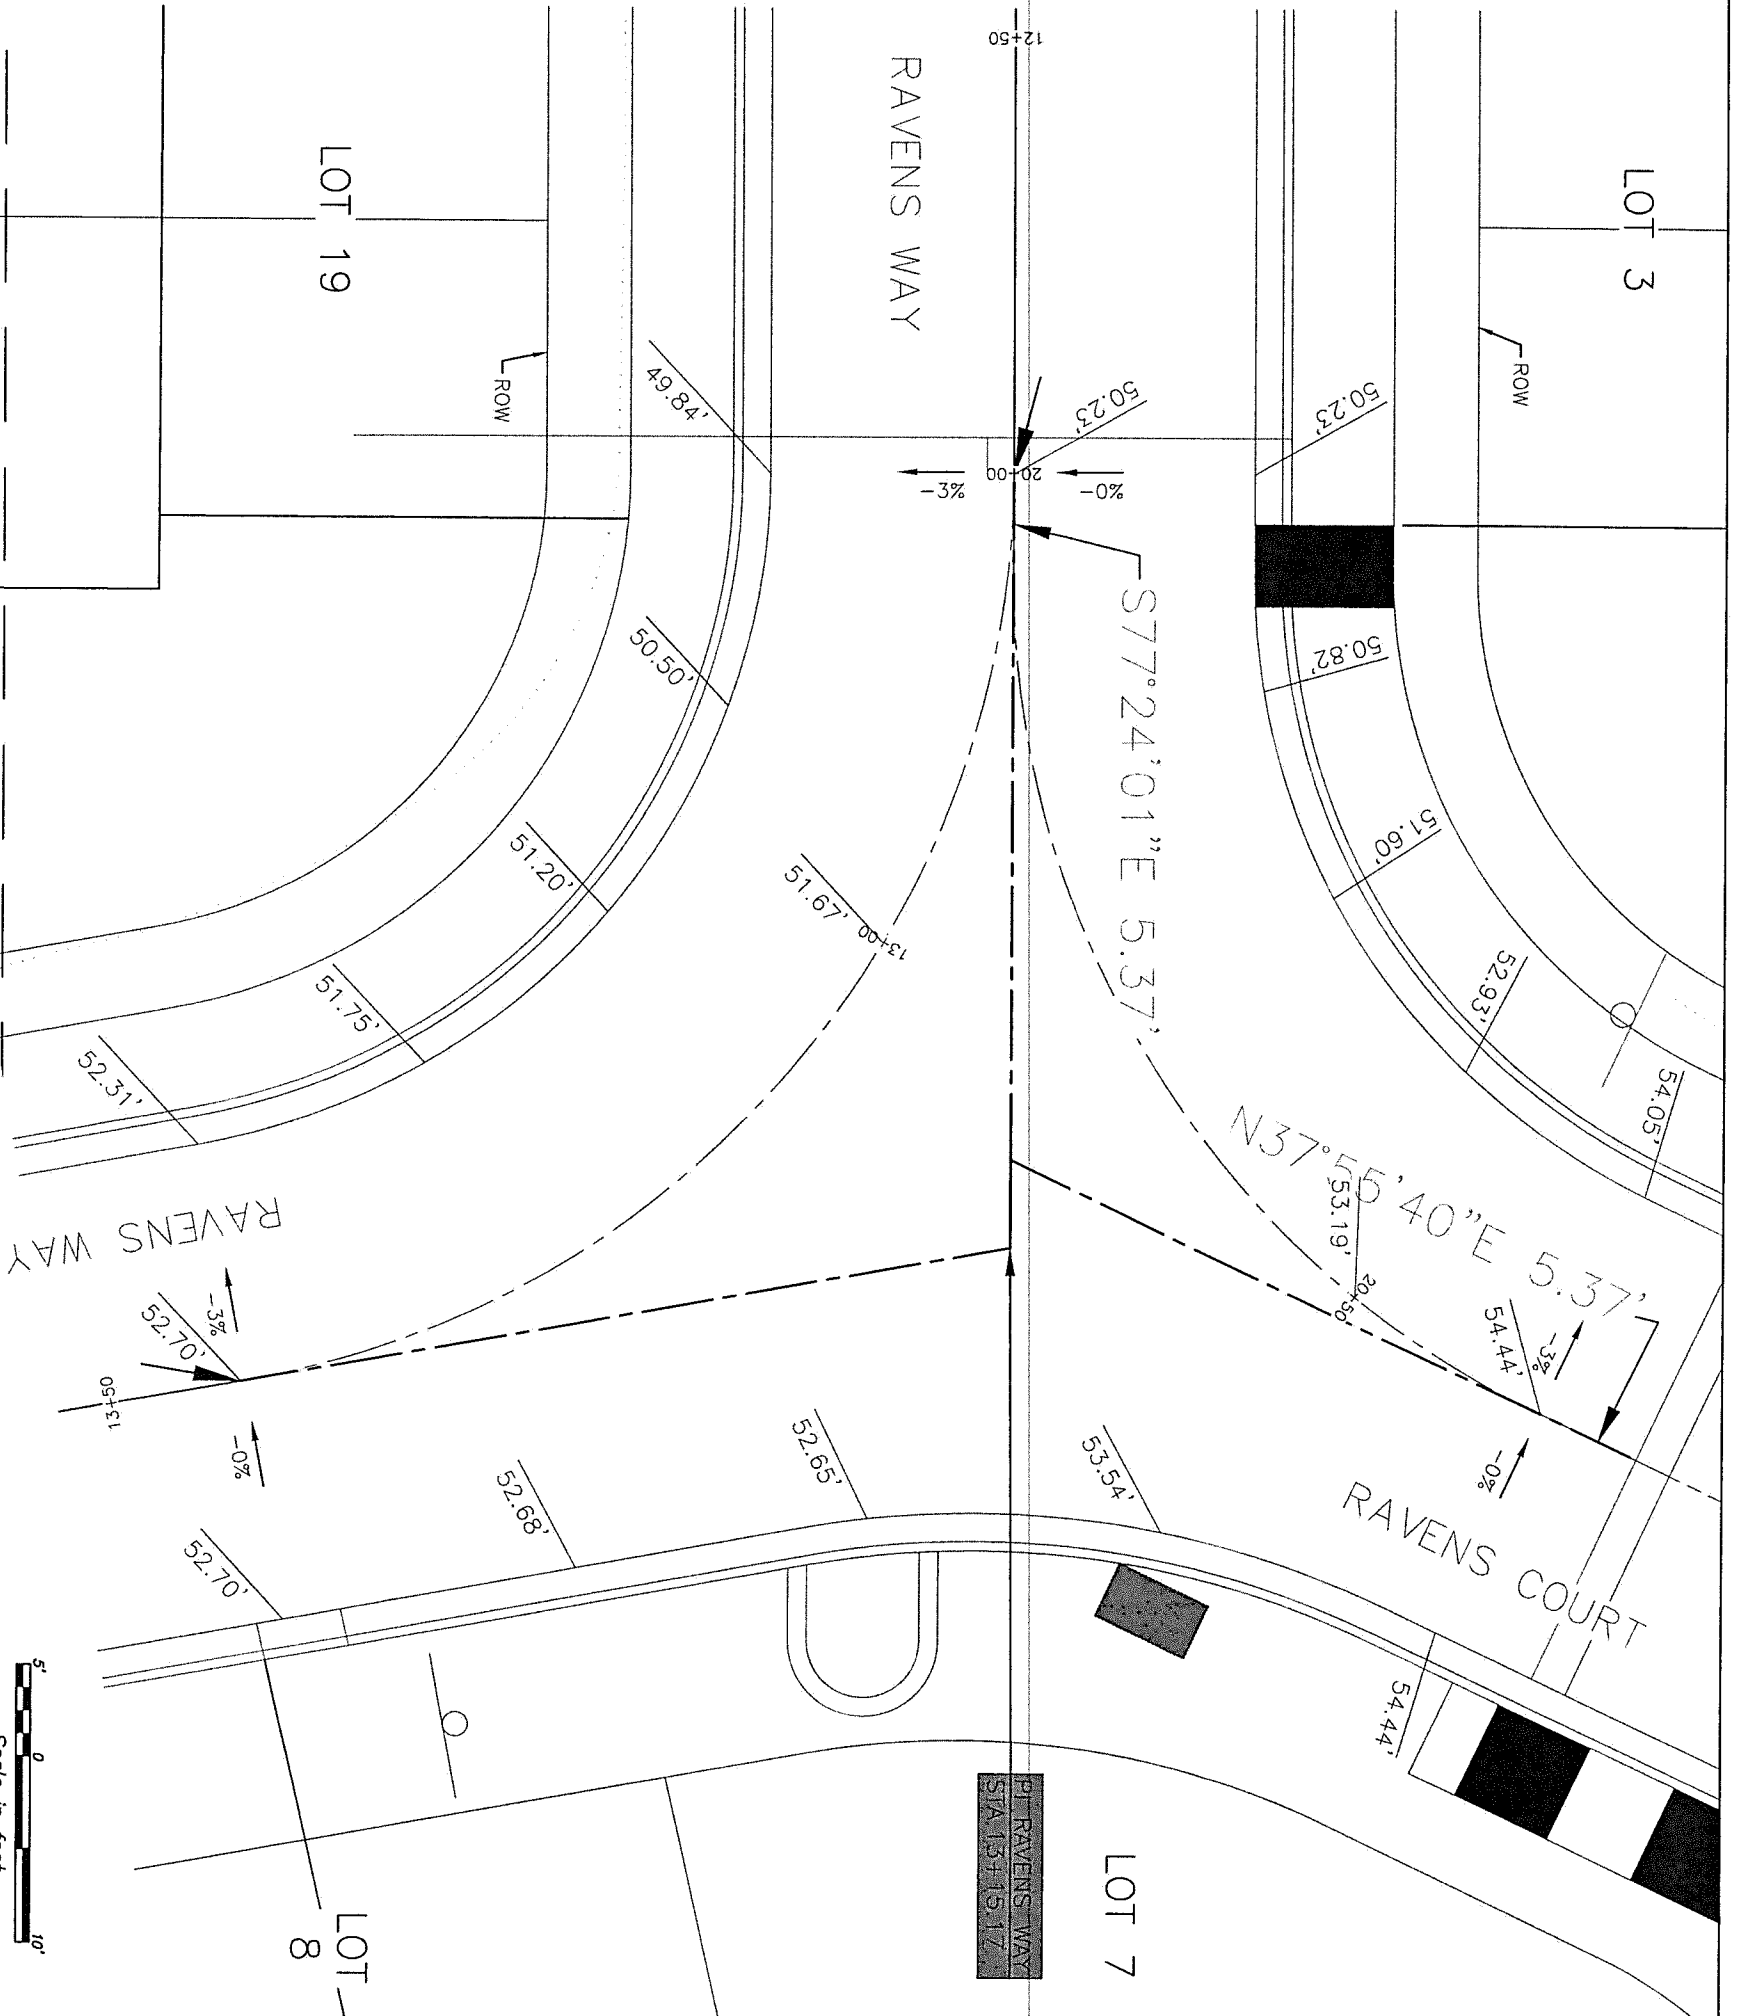 12+50
RAVENS WAY
LOT 19
LOT 3
ROW
ROW
49.84'
50.23'
50.23'
20+00
-3%
-0%
S77°24'01"E 5.37'
50.50'
50.82'
51.20'
51.67'
13+00
51.60'
51.75'
52.93'
52.31'
54.05'
N37°55'40"E 5.37'
53.19'
20+50
54.44'
-3%
-0%
RAVENS WAY
-3%
52.70'
13+50
-0%
52.65'
53.54'
52.68'
52.70'
RAVENS COURT
54.44'
PI RAVENS WAY
STA 13+15.17
LOT 7
LOT
8
5'
0
10'
Scale in feet